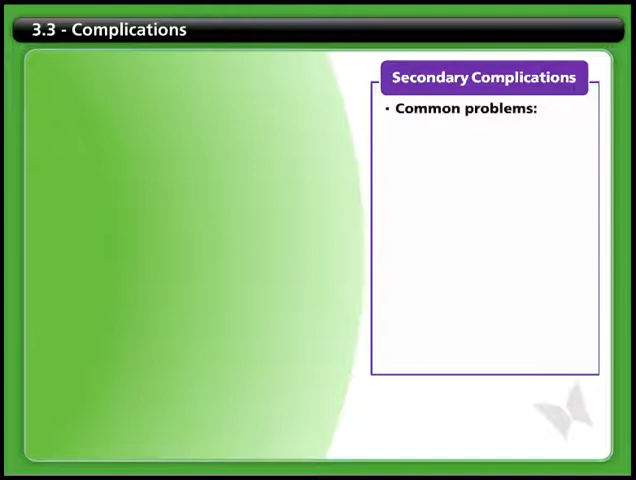 3.3 - Complications
Secondary Complications
• Common problems: